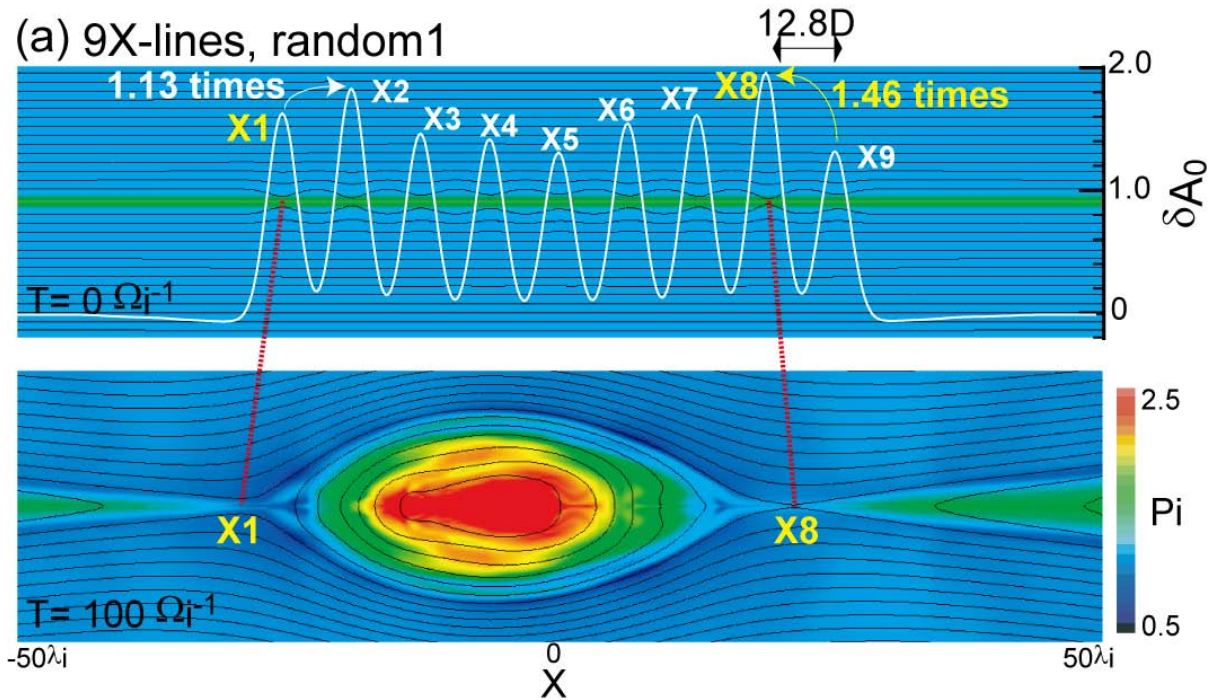 (a) 9X-lines, random1
12.8D
1.13 times
X1
X2
X3
X4
X5
X6
X7
X8
1.46 times
X9
2.0
1.0
0
δA₀
T= 0 Ωi⁻¹
X1
X8
2.5
Pi
0.5
T= 100 Ωi⁻¹
-50λi
0
50λi
X